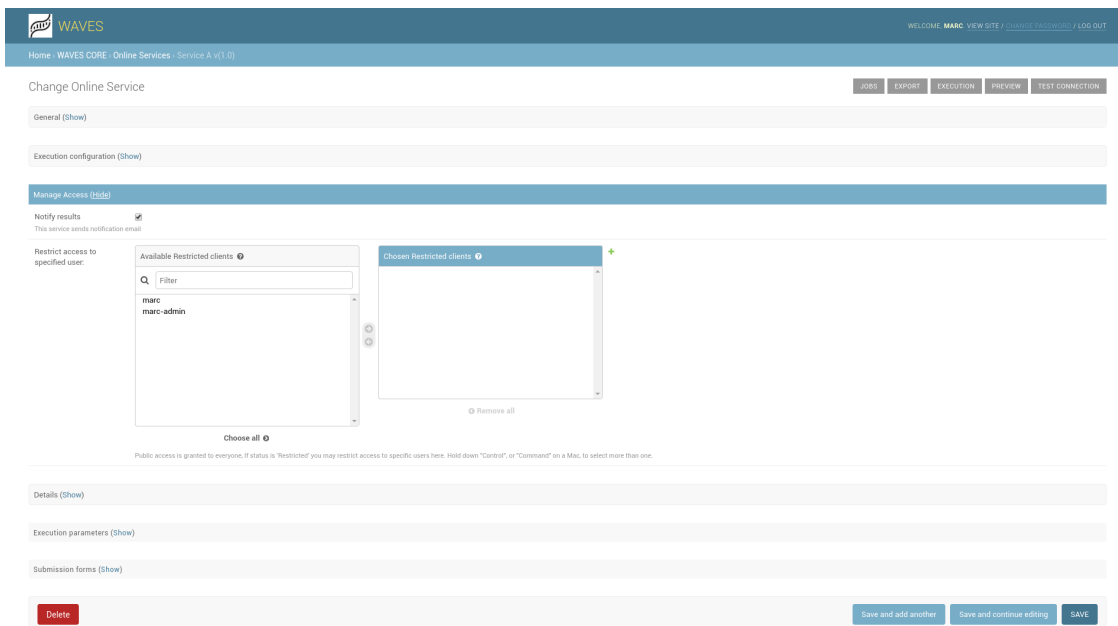 WAVES
WELCOME, MARC. VIEW SITE / CHANGE PASSWORD / LOG OUT
Home › WAVES CORE › Online Services › Service A v(1.0)
Change Online Service
JOBS EXPORT EXECUTION PREVIEW TEST CONNECTION
General (Show)
Execution configuration (Show)
Manage Access (Hide)
Notify results
This service sends notification email
Restrict access to
specified user:
Available Restricted clients
Filter
marc
marc-admin
Choose all
Chosen Restricted clients
Remove all
Public access is granted to everyone. If status is 'Restricted' you may restrict access to specific users here. Hold down "Control", or "Command" on a Mac, to select more than one.
Details (Show)
Execution parameters (Show)
Submission forms (Show)
Delete
Save and add another Save and continue editing SAVE